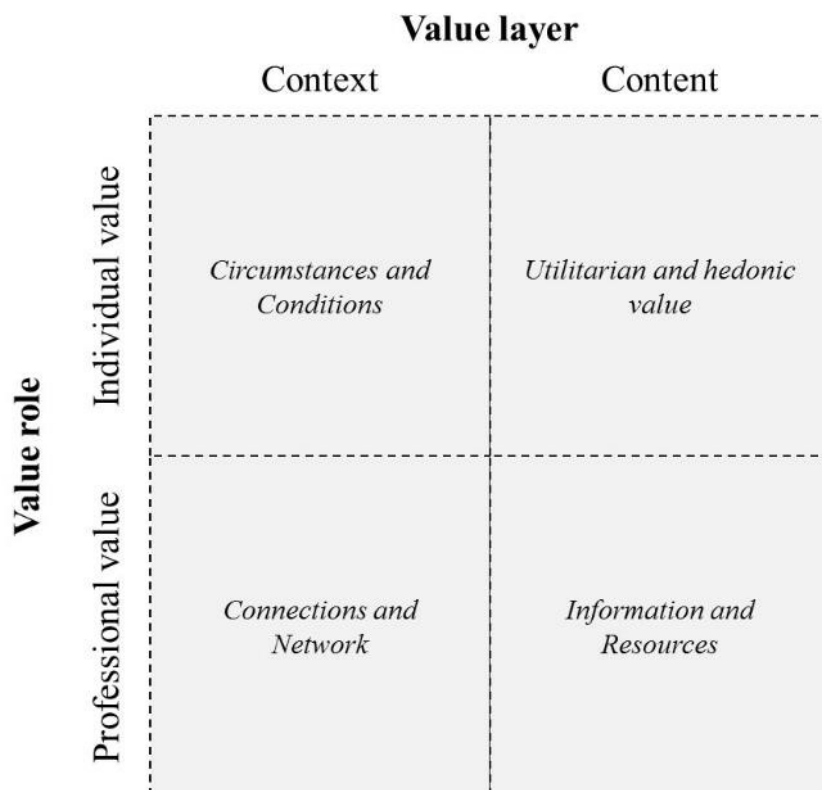 Value layer
Context Content
Value role
Individual value
Circumstances and
Conditions
Utilitarian and hedonic
value
Professional value
Connections and
Network
Information and
Resources